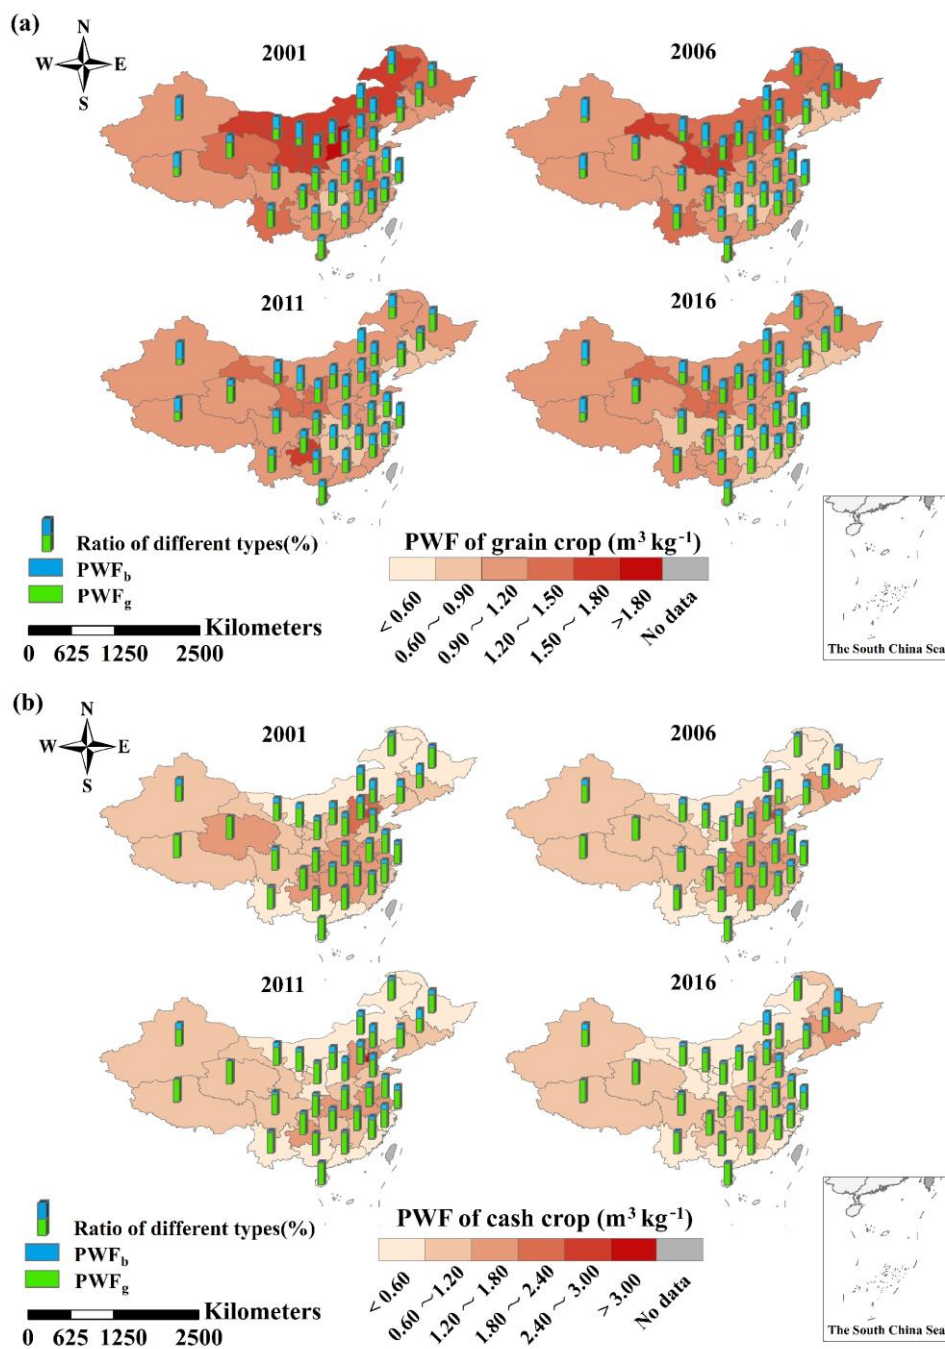 (a)
N
W E
S
2001
2006
2011
2016
Ratio of different types(%)
PWFb
PWFg
Kilometers
0 625 1250 2500
PWF of grain crop (m³ kg⁻¹)
< 0.60
0.60 ~ 0.90
0.90 ~ 1.20
1.20 ~ 1.50
1.50 ~ 1.80
>1.80
No data
The South China Sea
(b)
N
W E
S
2001
2006
2011
2016
Ratio of different types(%)
PWFb
PWFg
Kilometers
0 625 1250 2500
PWF of cash crop (m³ kg⁻¹)
< 0.60
0.60 ~ 1.20
1.20 ~ 1.80
1.80 ~ 2.40
2.40 ~ 3.00
> 3.00
No data
The South China Sea